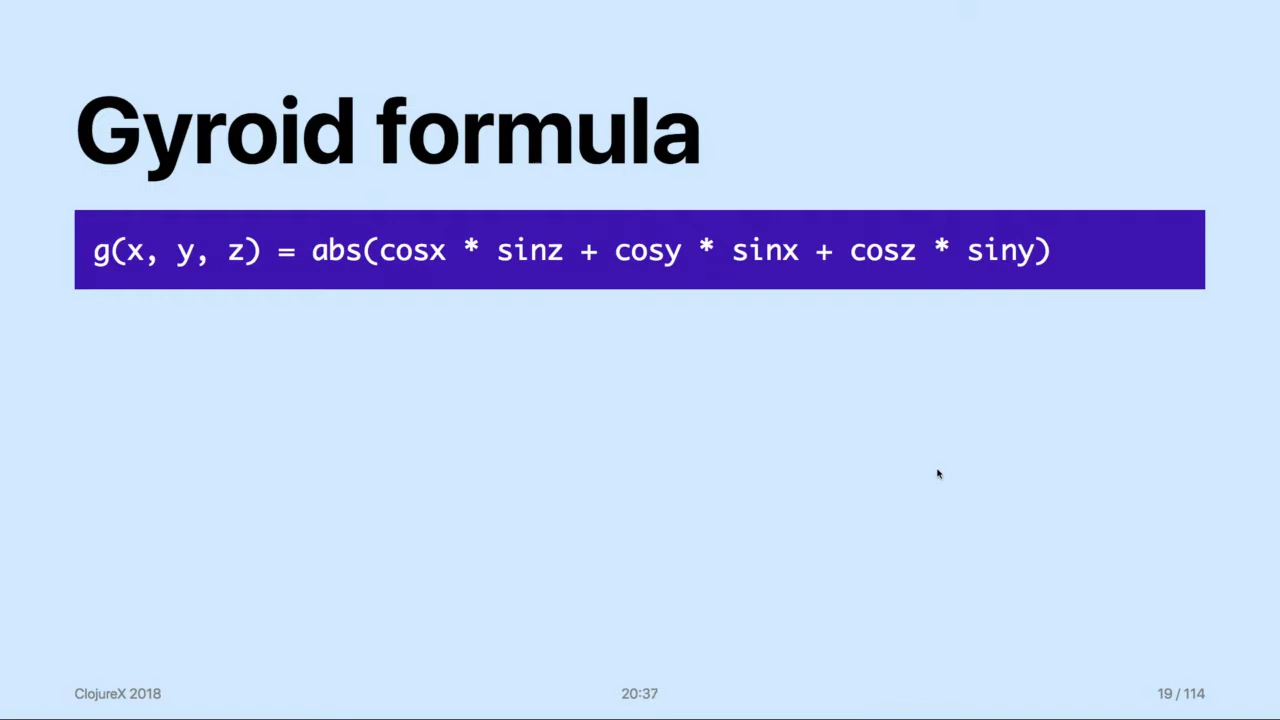 Gyroid formula
g(x, y, z) = abs(cosx * sinz + cosy * sinx + cosz * siny)
ClojureX 2018
20:37
19 / 114